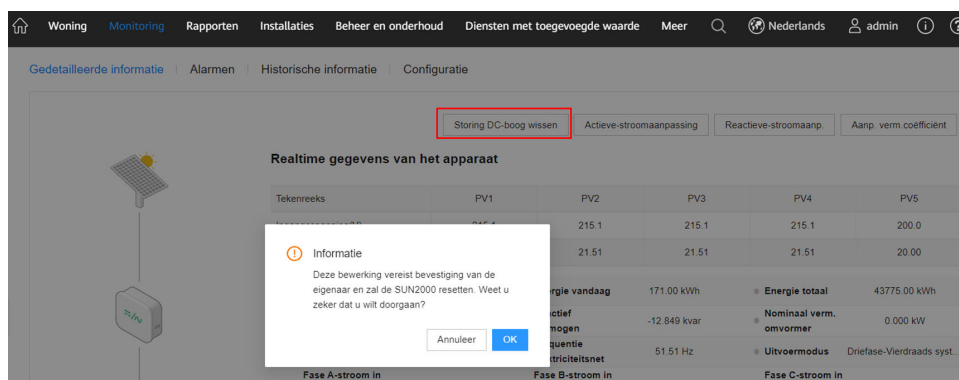 Woning Monitoring Rapporten Installaties Beheer en onderhoud Diensten met toegevoegde waarde Meer Nederlands admin
Gedetailleerde informatie Alarmen Historische informatie Configuratie
Storing DC-boog wissen Actieve-stroomaanpassing Reactieve-stroomaanp. Aanp. verm.coëfficiënt
Realtime gegevens van het apparaat
Tekenreeks PV1 PV2 PV3 PV4 PV5
215.1 215.1 215.1 200.0
21.51 21.51 21.51 20.00
Informatie
Deze bewerking vereist bevestiging van de
eigenaar en zal de SUN2000 resetten. Weet u
zeker dat u wilt doorgaan?
Annuleer OK
vandaag 171.00 kWh Energie totaal 43775.00 kWh
-12.849 kvar Nominaal verm.
omvormer 0.000 kW
51.51 Hz Uitvoermodus Driefase-Vierdraads syst...
Fase A-stroom in Fase B-stroom in Fase C-stroom in